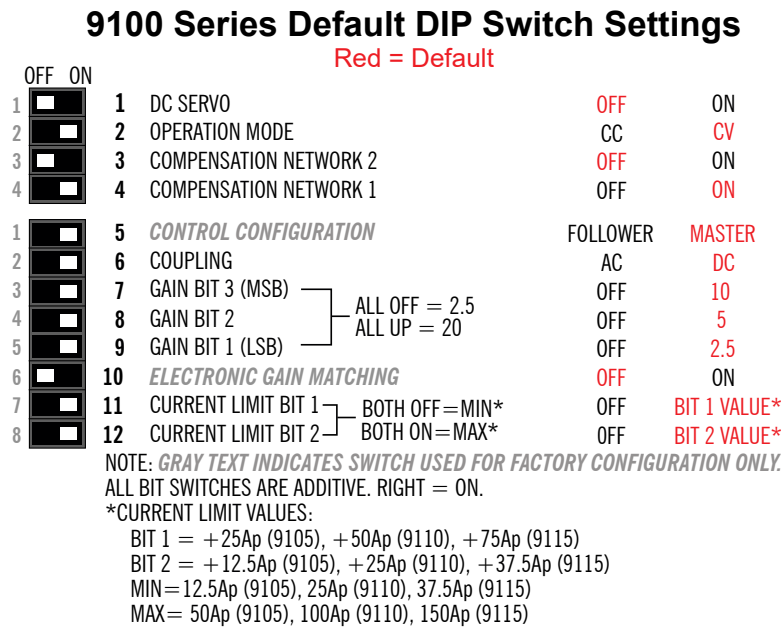 9100 Series Default DIP Switch Settings
Red = Default
OFF ON
1 1 DC SERVO OFF ON
2 2 OPERATION MODE CC CV
3 3 COMPENSATION NETWORK 2 OFF ON
4 4 COMPENSATION NETWORK 1 OFF ON
1 5 CONTROL CONFIGURATION FOLLOWER MASTER
2 6 COUPLING AC DC
3 7 GAIN BIT 3 (MSB) OFF 10
ALL OFF = 2.5
4 8 GAIN BIT 2 OFF 5
ALL UP = 20
5 9 GAIN BIT 1 (LSB) OFF 2.5
6 10 ELECTRONIC GAIN MATCHING OFF ON
7 11 CURRENT LIMIT BIT 1 BOTH OFF=MIN* OFF BIT 1 VALUE*
8 12 CURRENT LIMIT BIT 2 BOTH ON=MAX* OFF BIT 2 VALUE*
NOTE: GRAY TEXT INDICATES SWITCH USED FOR FACTORY CONFIGURATION ONLY.
ALL BIT SWITCHES ARE ADDITIVE. RIGHT = ON.
*CURRENT LIMIT VALUES:
BIT 1 = +25Ap (9105), +50Ap (9110), +75Ap (9115)
BIT 2 = +12.5Ap (9105), +25Ap (9110), +37.5Ap (9115)
MIN=12.5Ap (9105), 25Ap (9110), 37.5Ap (9115)
MAX= 50Ap (9105), 100Ap (9110), 150Ap (9115)